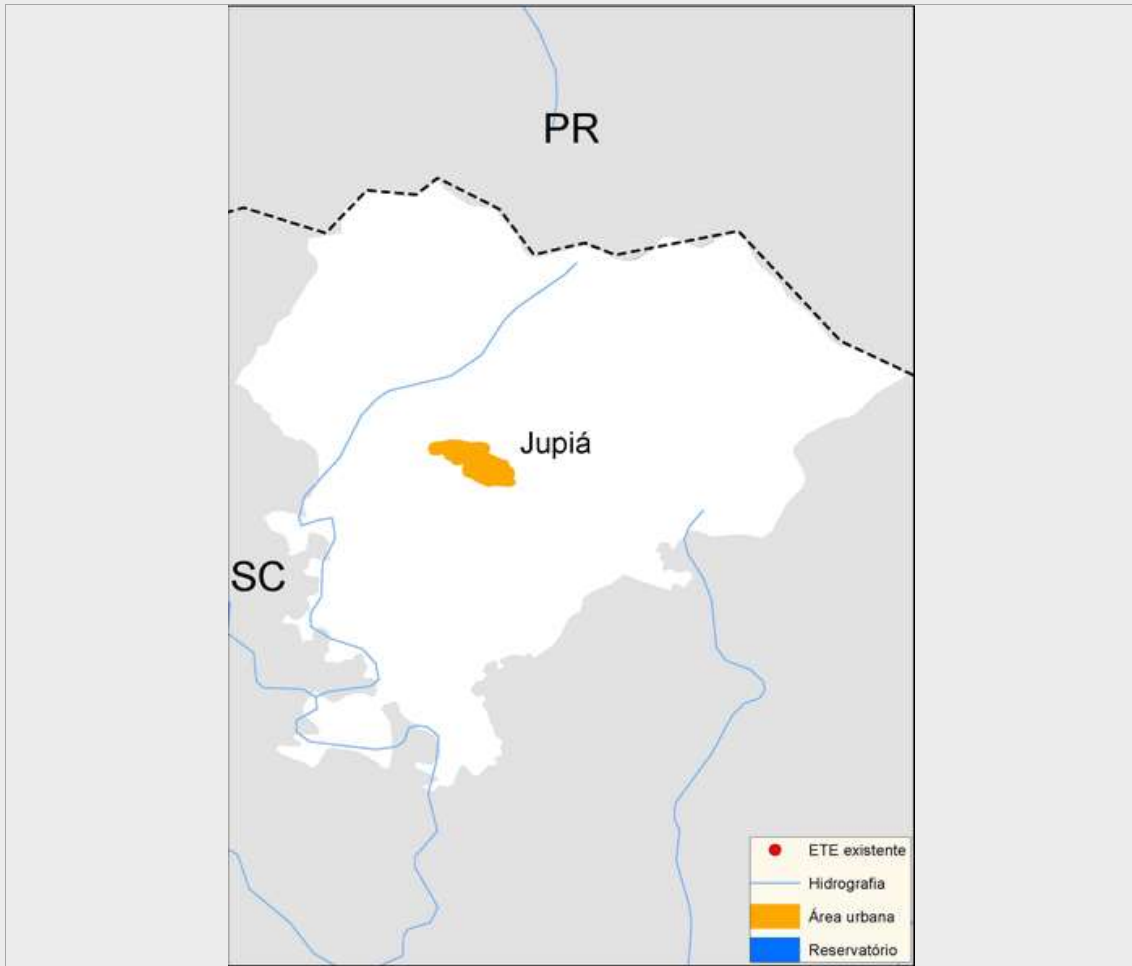 PR
Jupiá
SC
ETE existente
Hidrografia
Área urbana
Reservatório